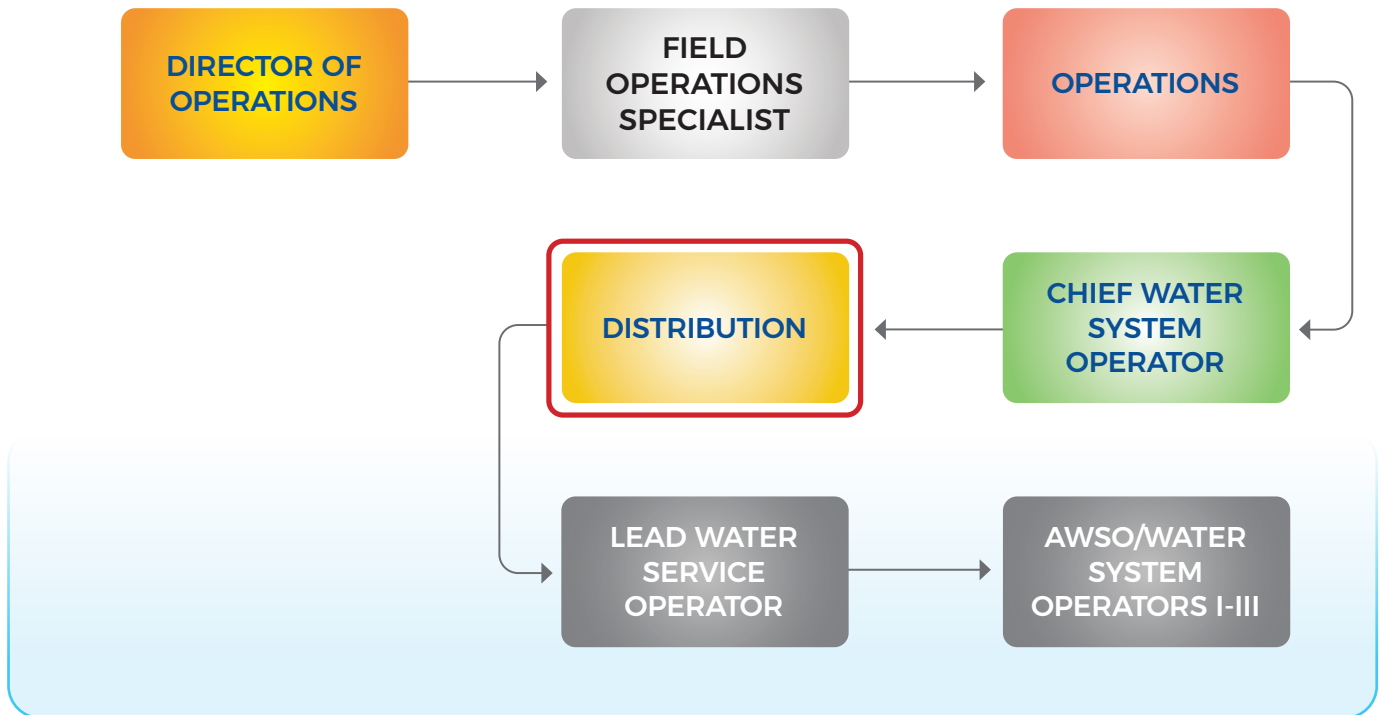 DIRECTOR OF
OPERATIONS
FIELD
OPERATIONS
SPECIALIST
OPERATIONS
CHIEF WATER
SYSTEM
OPERATOR
DISTRIBUTION
LEAD WATER
SERVICE
OPERATOR
AWSO/WATER
SYSTEM
OPERATORS I-III